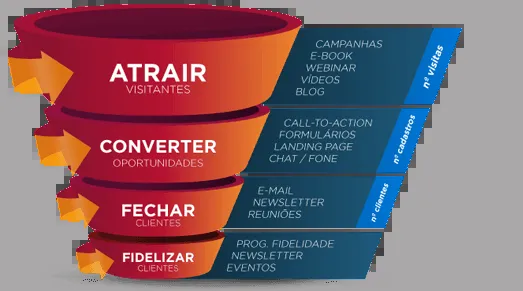 ATRAIR
VISITANTES
CAMPANHAS
E-BOOK
WEBINAR
VÍDEOS
BLOG
nº visitas
CONVERTER
OPORTUNIDADES
CALL-TO-ACTION
FORMULÁRIOS
LANDING PAGE
CHAT / FONE
nº cadastros
FECHAR
CLIENTES
E-MAIL
NEWSLETTER
REUNIÕES
nº clientes
FIDELIZAR
CLIENTES
PROG. FIDELIDADE
NEWSLETTER
EVENTOS